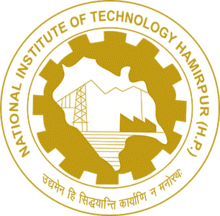 NATIONAL INSTITUTE OF TECHNOLOGY HAMIRPUR (H.P.)
उद्यमेन हि सिद्ध्यन्ति कार्याणि न मनोरथैः